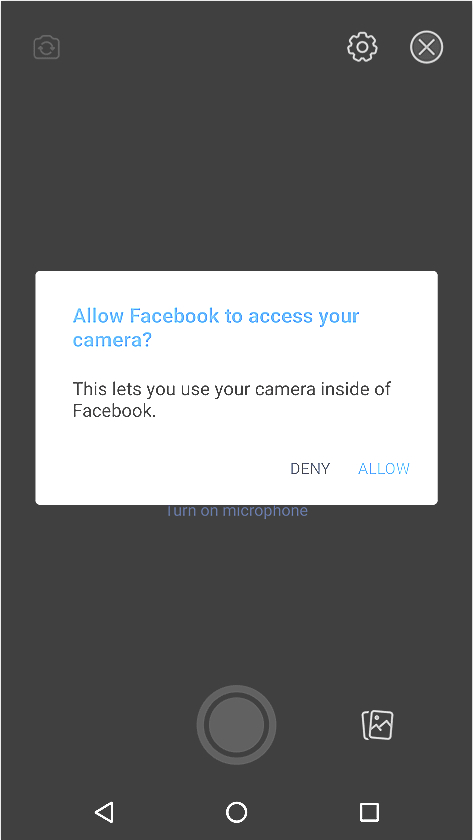 Allow Facebook to access your
camera?
This lets you use your camera inside of
Facebook.
DENY ALLOW
Turn on microphone